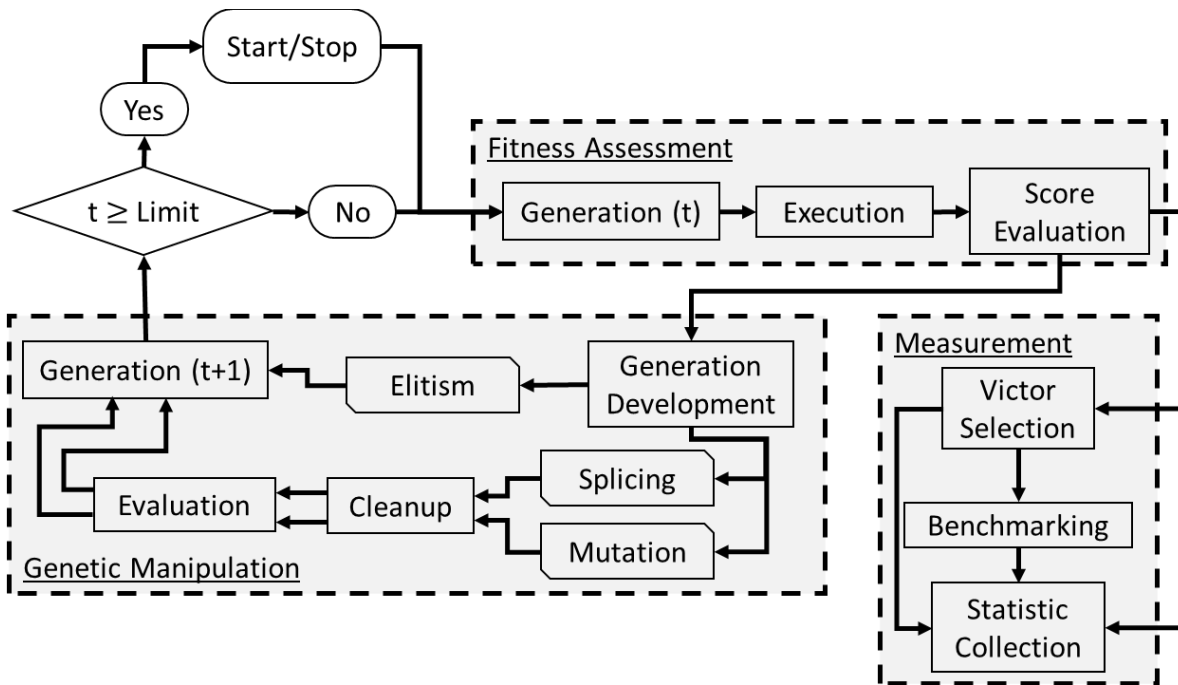 Start/Stop
Yes
t ≥ Limit
No
Fitness Assessment
Generation (t)
Execution
Score
Evaluation
Generation (t+1)
Elitism
Generation
Development
Splicing
Evaluation
Cleanup
Mutation
Genetic Manipulation
Measurement
Victor
Selection
Benchmarking
Statistic
Collection